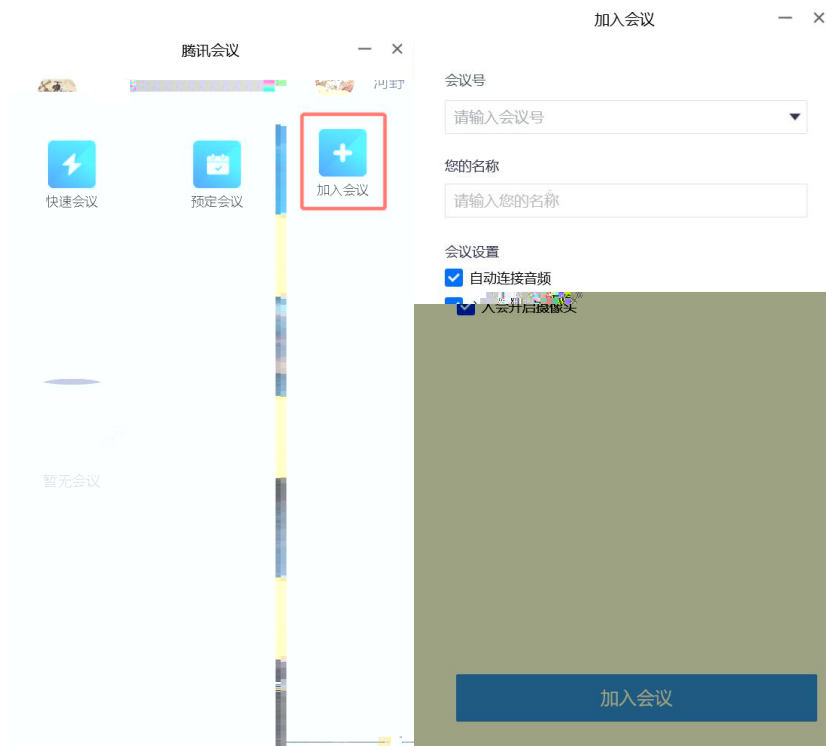 腾讯会议
河野
加入会议
快速会议
预定会议
暂无会议
加入会议
会议号
请输入会议号
您的名称
请输入您的名称
会议设置
自动连接音频
入会开启摄像头
加入会议